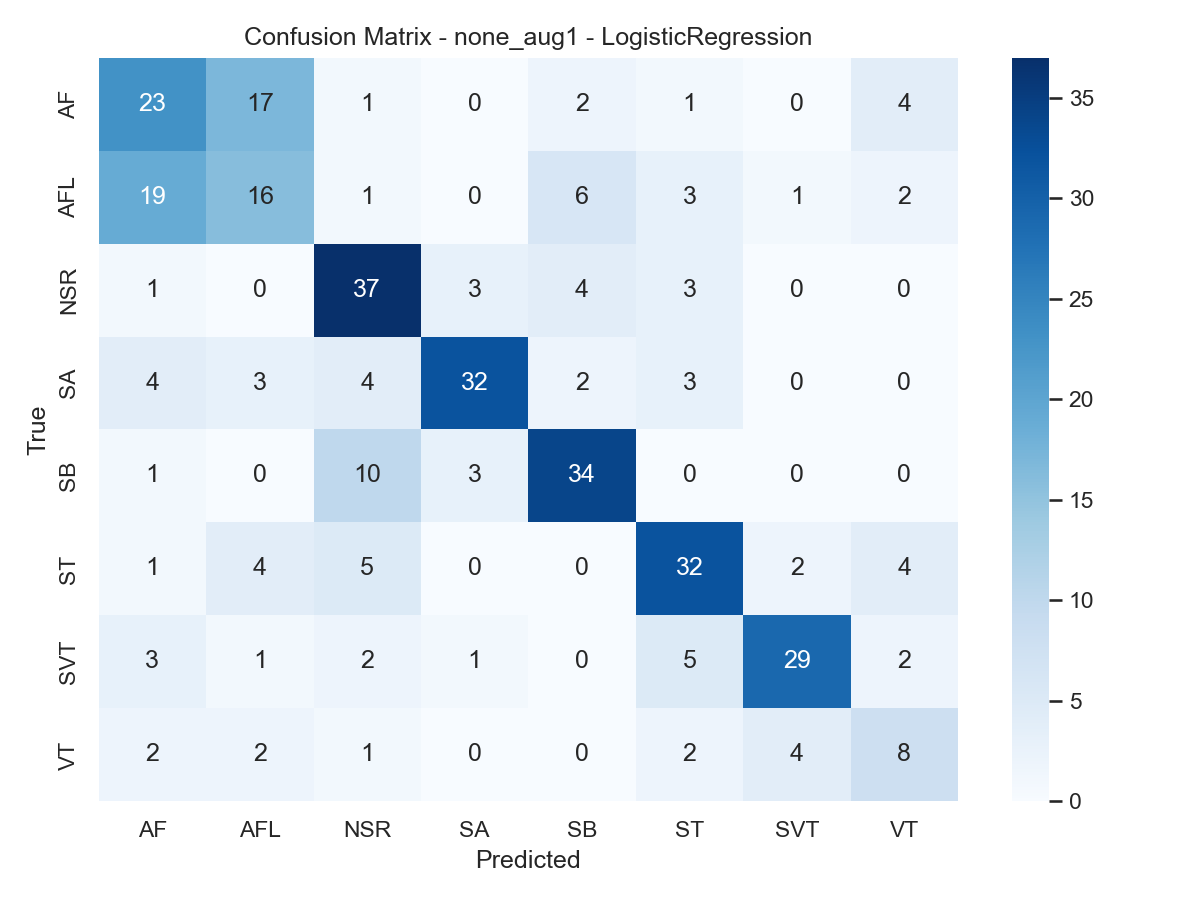 Confusion Matrix - none_aug1 - LogisticRegression
AF 23 17 1 0 2 1 0 4
AFL 19 16 1 0 6 3 1 2
NSR 1 0 37 3 4 3 0 0
SA 4 3 4 32 2 3 0 0
SB 1 0 10 3 34 0 0 0
ST 1 4 5 0 0 32 2 4
SVT 3 1 2 1 0 5 29 2
VT 2 2 1 0 0 2 4 8
AF AFL NSR SA SB ST SVT VT
Predicted
True
35
30
25
20
15
10
5
0